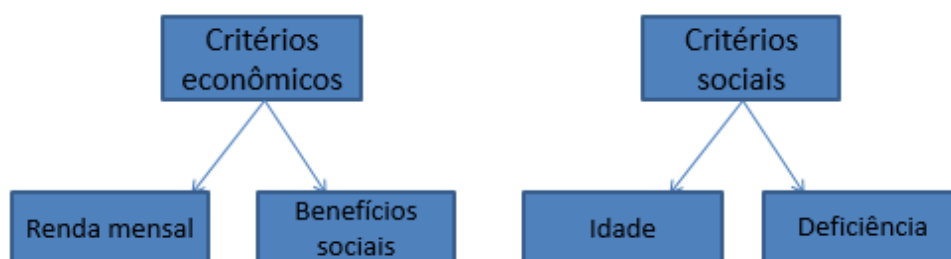 Critérios
econômicos
Critérios
sociais
Renda mensal
Benefícios
sociais
Idade
Deficiência